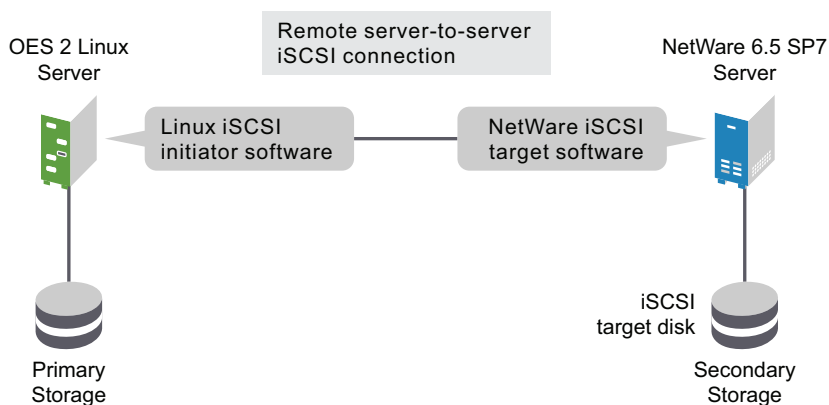 Remote server-to-server
iSCSI connection
OES 2 Linux
Server
NetWare 6.5 SP7
Server
Linux iSCSI
initiator software
NetWare iSCSI
target software
iSCSI
target disk
Primary
Storage
Secondary
Storage